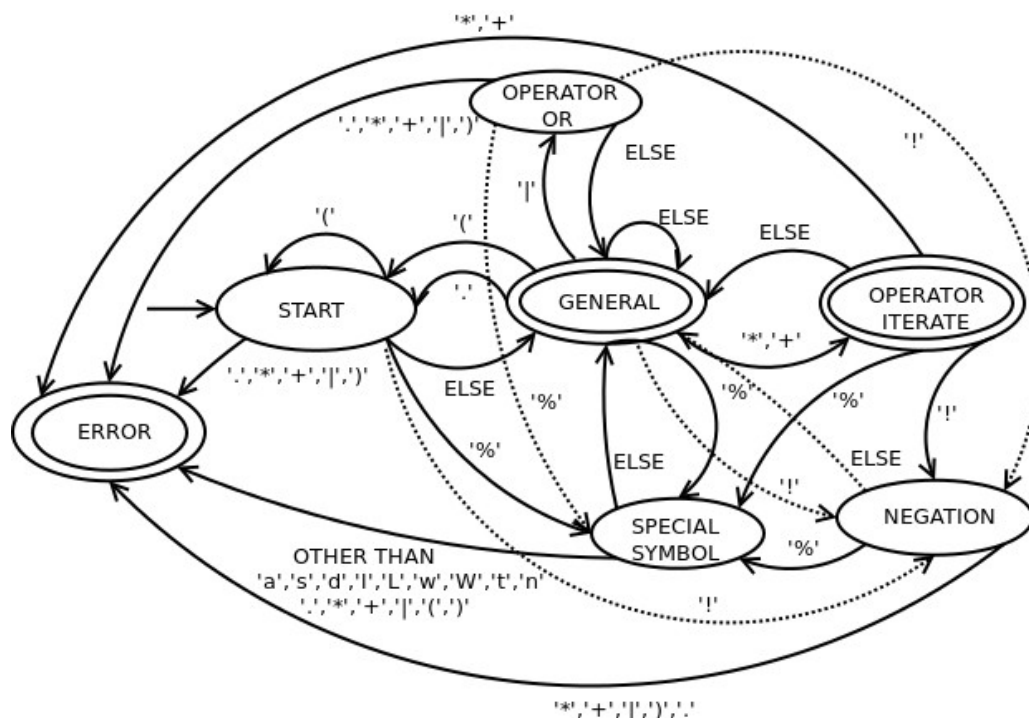 '*','+'
OPERATOR
OR
'.','*','+','|',')'
'!'
ELSE
'|'
'('
'('
ELSE
ELSE
'.'
START
GENERAL
OPERATOR
ITERATE
'*','+'
'.','*','+','|',')'
ELSE
'%'
'%'
'%'
'!'
ERROR
'%'
ELSE
'!'
ELSE
SPECIAL
SYMBOL
NEGATION
'%'
OTHER THAN
'a','s','d','l','L','w','W','t','n'
'.','*','+','|','(',')'
'!'
'*','+','|',')','.'